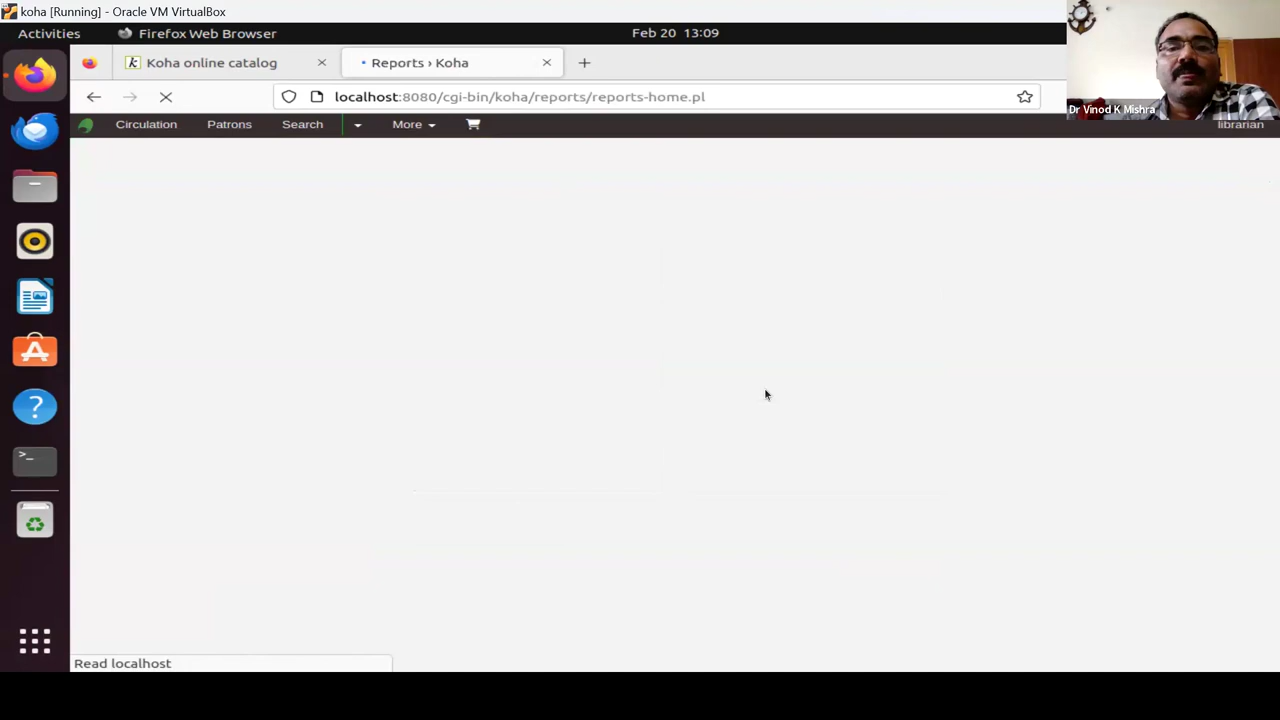 koha [Running] - Oracle VM VirtualBox
Activities
Firefox Web Browser
Feb 20 13:09
Koha online catalog
Reports › Koha
localhost:8080/cgi-bin/koha/reports/reports-home.pl
Dr Vinod K Mishra
Circulation
Patrons
Search
More
librarian
Read localhost